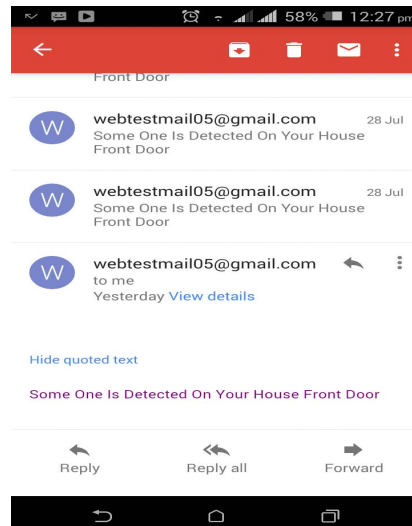 58% 12:27 pm
Front Door
W
webtestmail05@gmail.com 28 Jul
Some One Is Detected On Your House
Front Door
W
webtestmail05@gmail.com 28 Jul
Some One Is Detected On Your House
Front Door
W
webtestmail05@gmail.com
to me
Yesterday View details
Hide quoted text
Some One Is Detected On Your House Front Door
Reply Reply all Forward